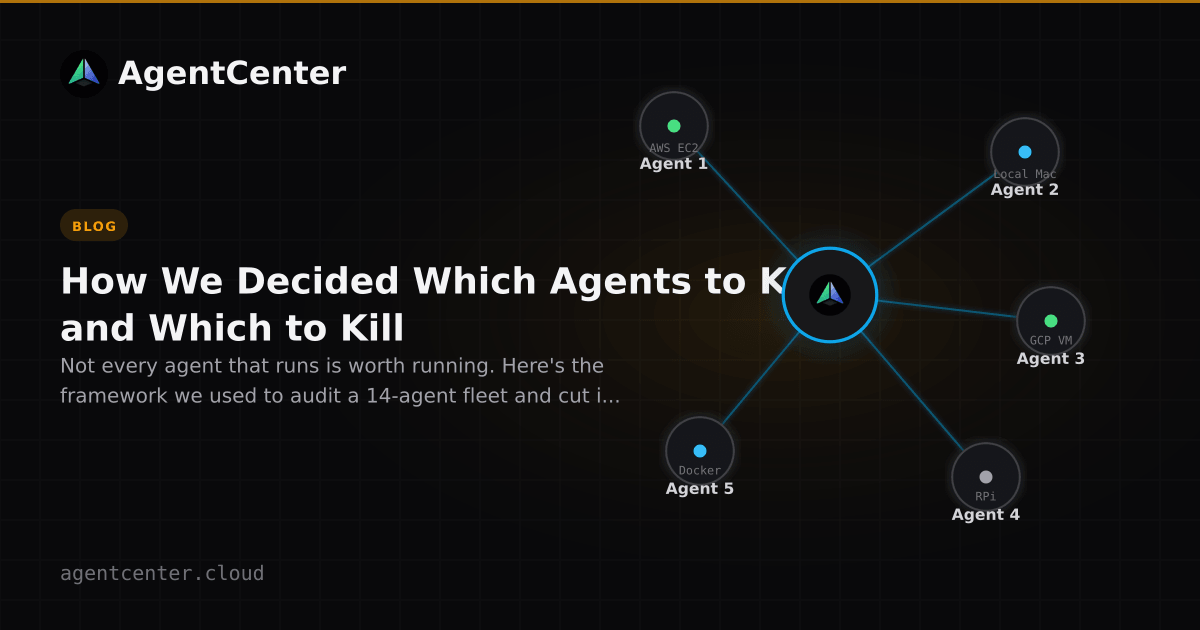 AgentCenter
BLOG
How We Decided Which Agents to
and Which to Kill
Not every agent that runs is worth running. Here's the
framework we used to audit a 14-agent fleet and cut i...
agentcenter.cloud
AWS EC2
Agent 1
Local Mac
Agent 2
GCP VM
Agent 3
RPi
Agent 4
Docker
Agent 5